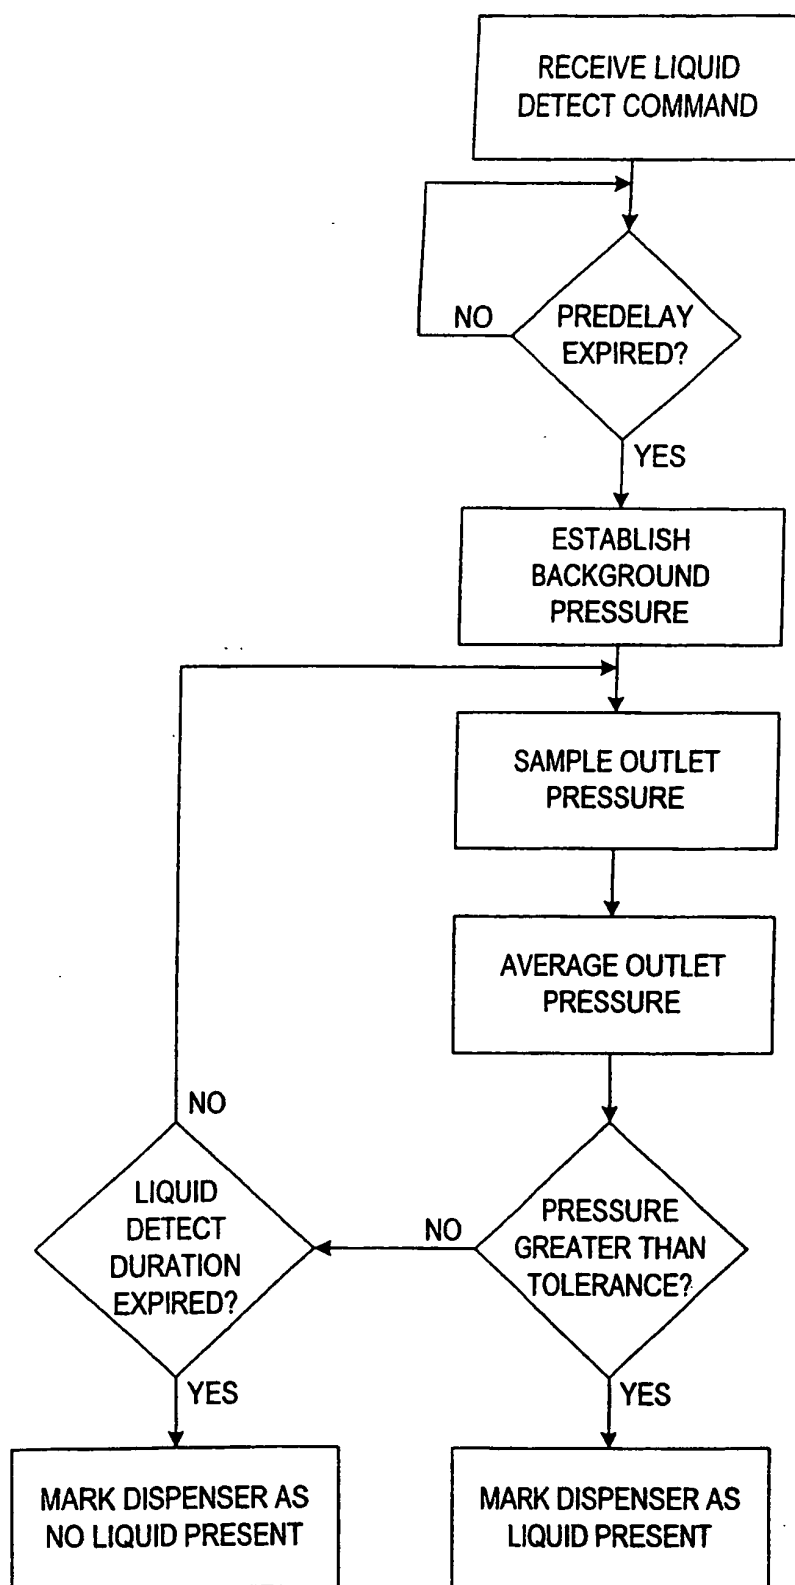 RECEIVE LIQUID
DETECT COMMAND
NO
PREDELAY
EXPIRED?
YES
ESTABLISH
BACKGROUND
PRESSURE
SAMPLE OUTLET
PRESSURE
AVERAGE OUTLET
PRESSURE
NO
LIQUID
DETECT
DURATION
EXPIRED?
NO
PRESSURE
GREATER THAN
TOLERANCE?
YES
YES
MARK DISPENSER AS
NO LIQUID PRESENT
MARK DISPENSER AS
LIQUID PRESENT